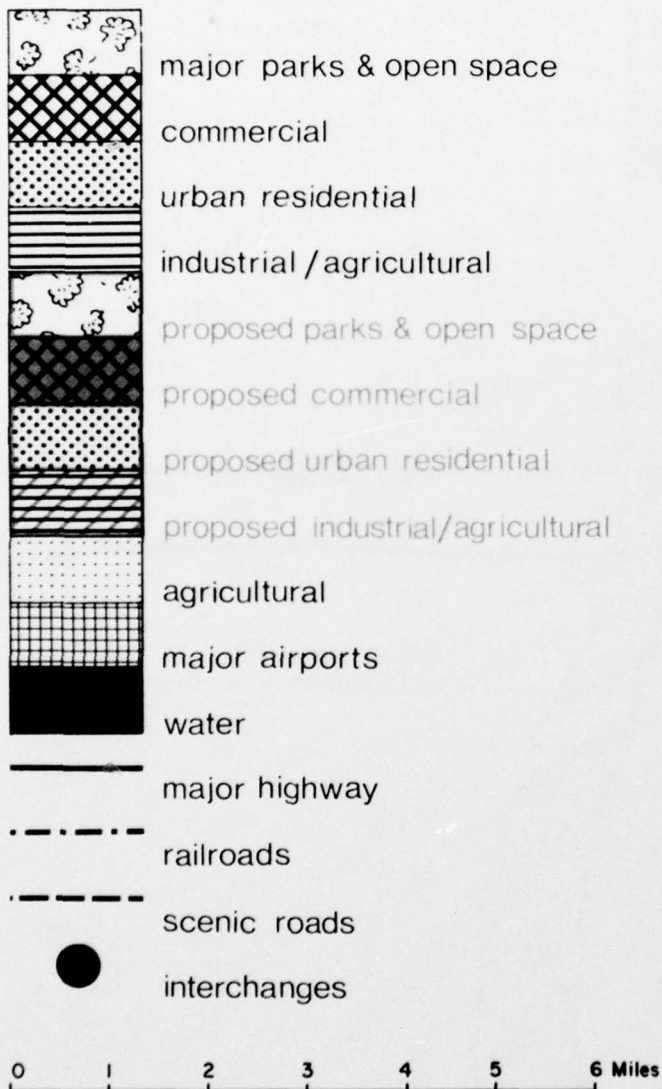 major parks & open space
commercial
urban residential
industrial/agricultural
proposed parks & open space
proposed commercial
proposed urban residential
proposed industrial/agricultural
agricultural
major airports
water
major highway
railroads
scenic roads
interchanges
0 1 2 3 4 5 6 Miles